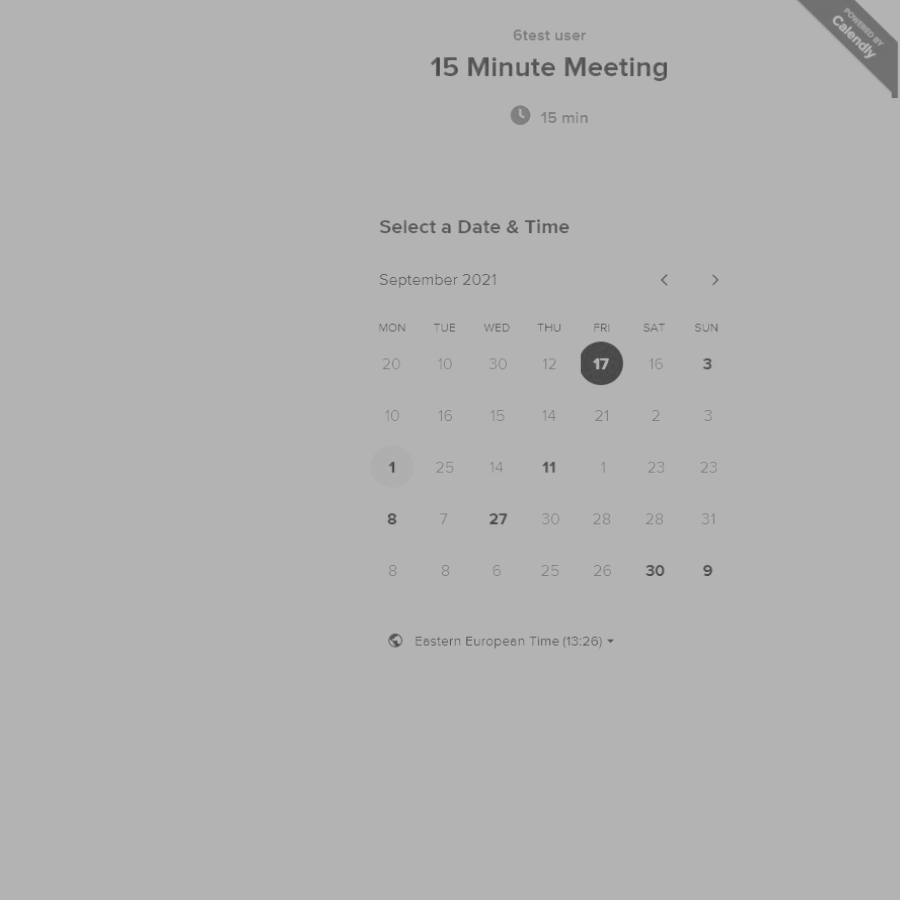 POWERED BY
Calendly
6test user
15 Minute Meeting
15 min
Select a Date & Time
September 2021
MON TUE WED THU FRI SAT SUN
20 10 30 12 17 16 3
10 16 15 14 21 2 3
1 25 14 11 1 23 23
8 7 27 30 28 28 31
8 8 6 25 26 30 9
Eastern European Time (13:26)